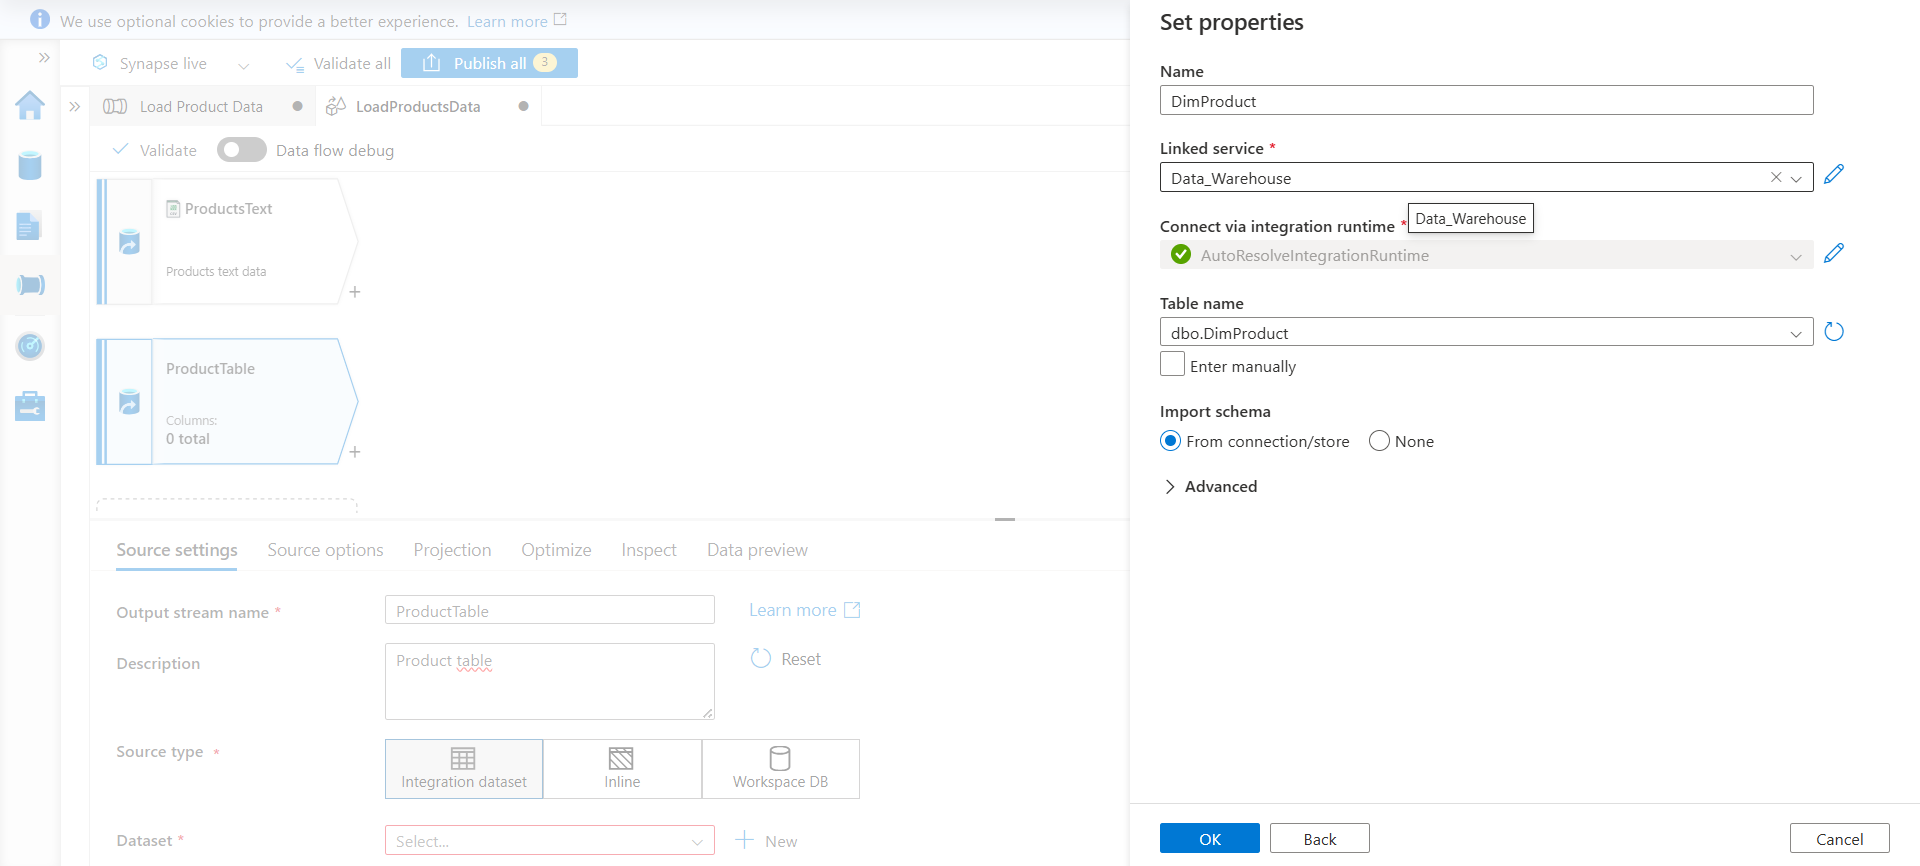 We use optional cookies to provide a better experience. Learn more
Synapse live
Validate all
Publish all 3
Load Product Data
LoadProductsData
Validate
Data flow debug
ProductsText
Products text data
+
ProductTable
Columns:
0 total
+
Source settings
Source options
Projection
Optimize
Inspect
Data preview
Output stream name *
ProductTable
Learn more
Description
Product table
Reset
Source type *
Integration dataset
Inline
Workspace DB
Dataset *
Select...
New
Set properties
Name
DimProduct
Linked service *
Data_Warehouse
Connect via integration runtime *
Data_Warehouse
AutoResolveIntegrationRuntime
Table name
dbo.DimProduct
Enter manually
Import schema
From connection/store
None
Advanced
OK
Back
Cancel